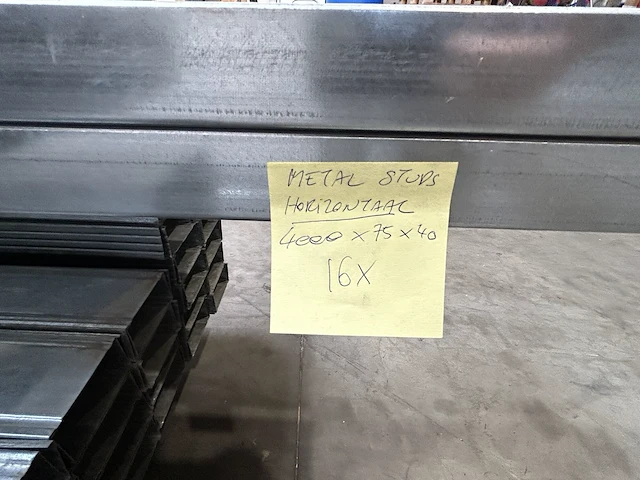 METAL STUDS
HORIZONTAAL
4000 x 75 x 40
16x